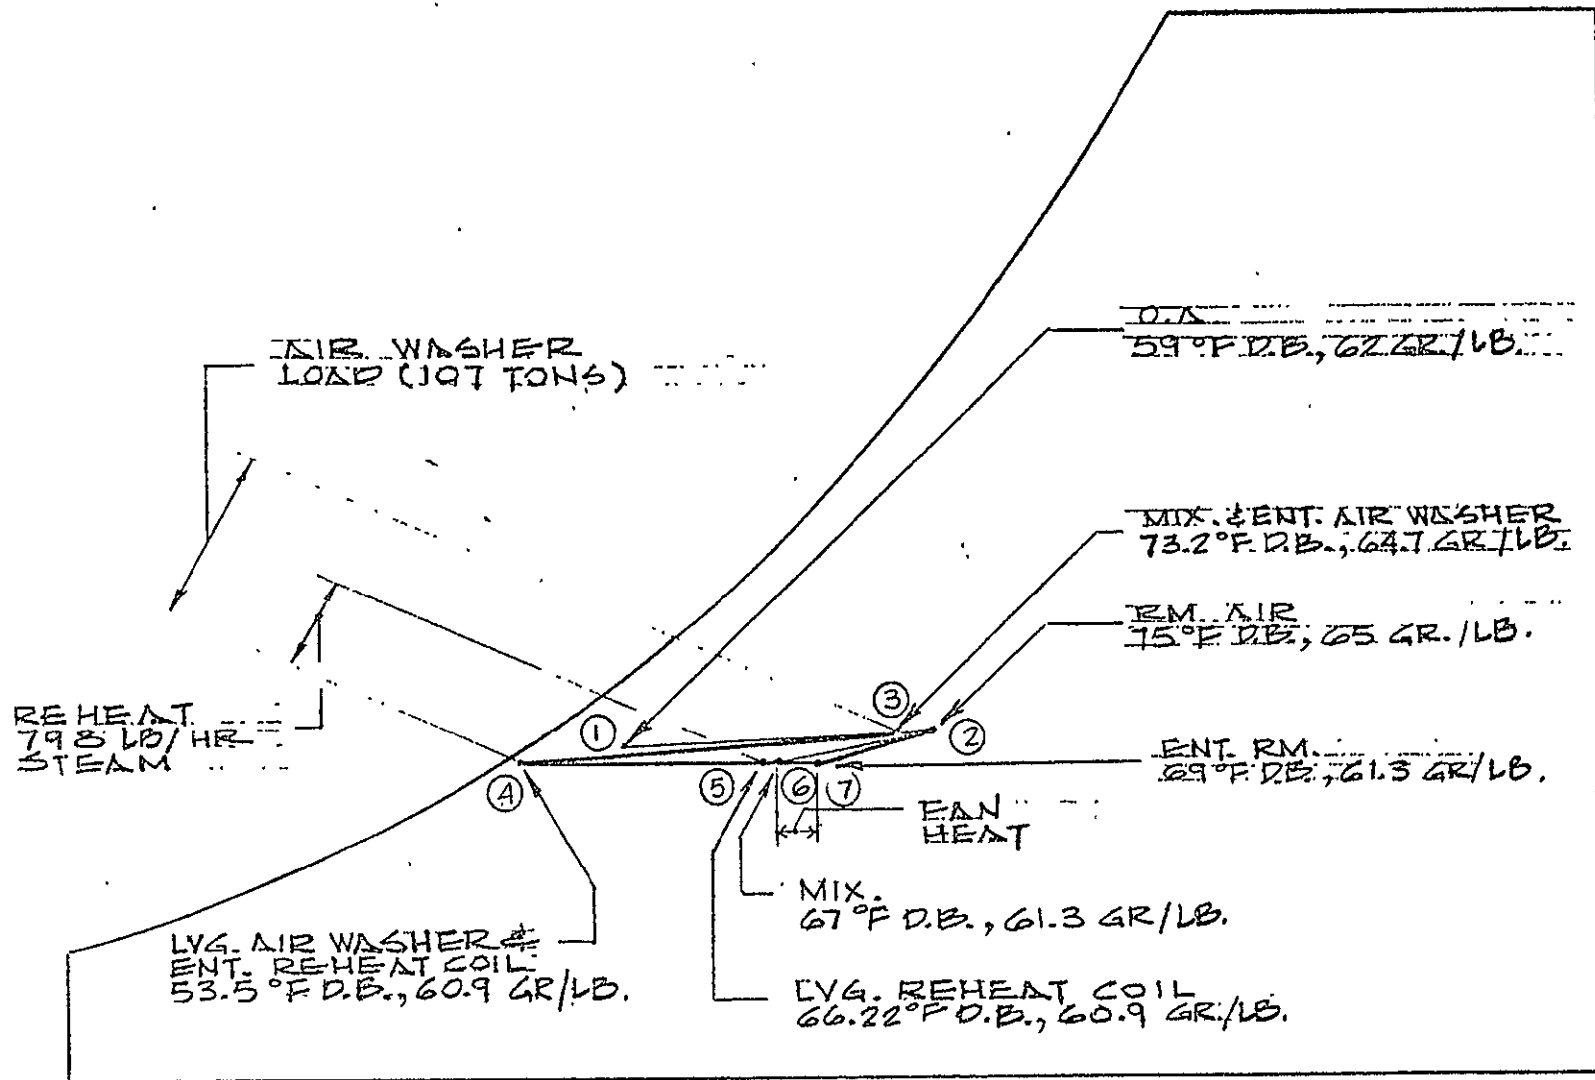 AIR WASHER
LOAD (197 TONS)
O.A
59°F D.B., 62 GR./LB.
MIX. & ENT. AIR WASHER
73.2°F D.B., 64.7 GR/LB.
RM. AIR
75°F D.B., 65 GR./LB.
REHEAT
798 LB/HR
STEAM
1
3
2
ENT. RM.
69°F D.B., 61.3 GR/LB.
4
5
6
7
FAN
HEAT
MIX.
67°F D.B., 61.3 GR/LB.
LVG. AIR WASHER &
ENT. REHEAT COIL
53.5°F D.B., 60.9 GR/LB.
LVG. REHEAT COIL
66.22°F D.B., 60.9 GR./LB.